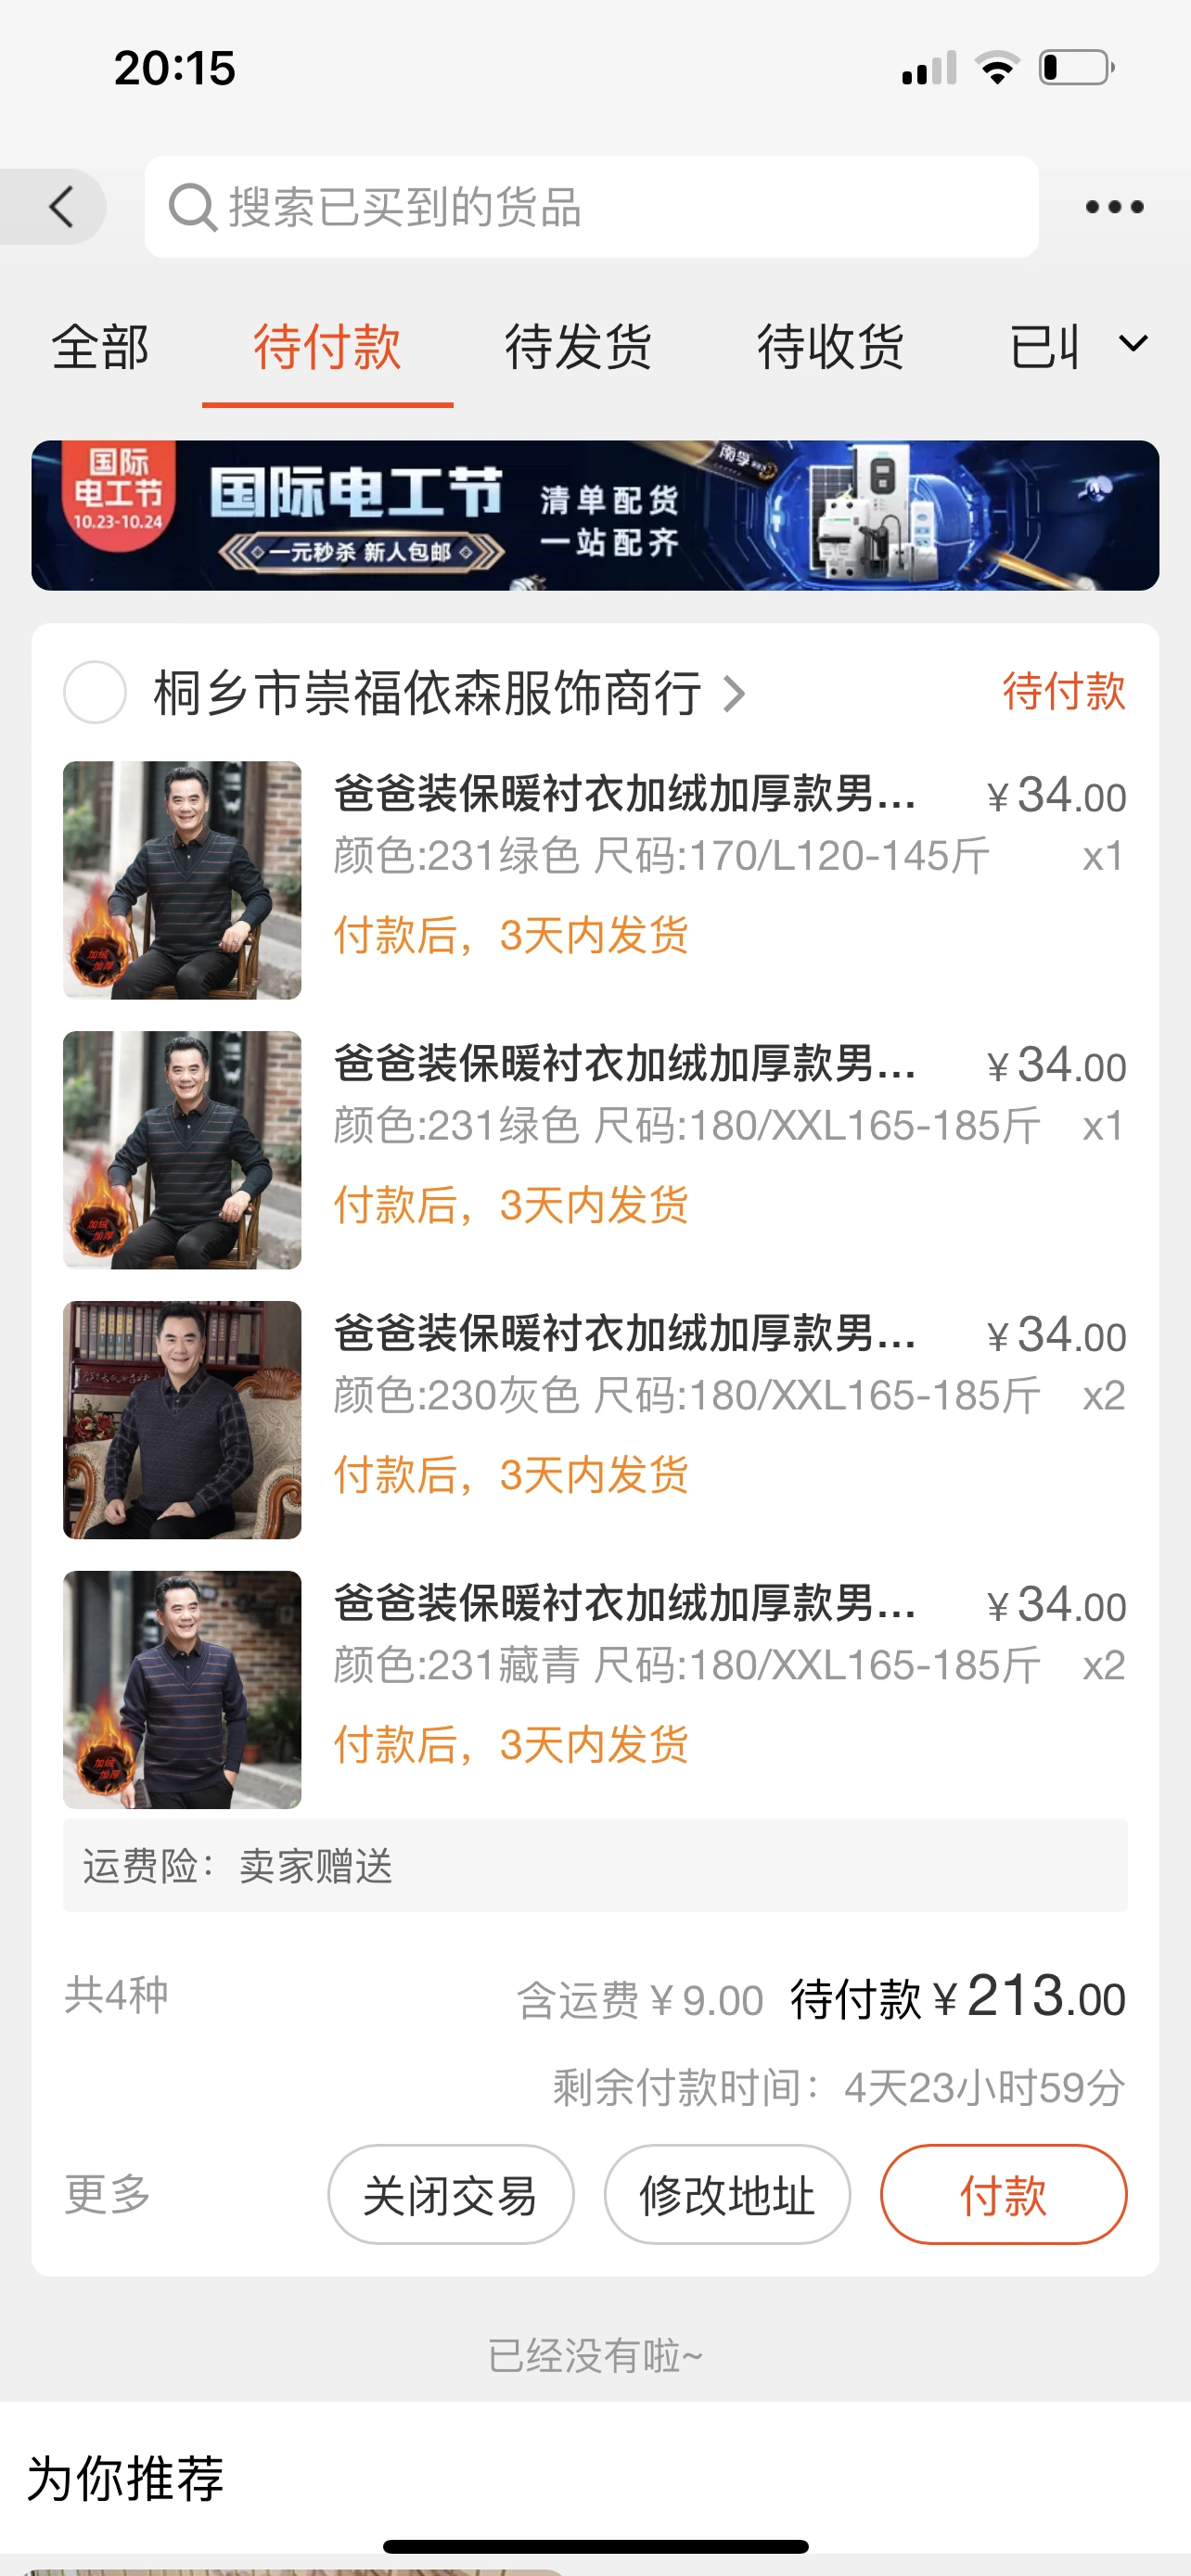 20:15
搜索已买到的货品
全部 待付款 待发货 待收货
国际
电工节
10.23-10.24
国际电工节
一元秒杀 新人包邮
清单配货
一站配齐
南孚
桐乡市崇福依森服饰商行
待付款
爸爸装保暖衬衣加绒加厚款男... ¥34.00
颜色:231绿色 尺码:170/L120-145斤 x1
付款后，3天内发货
加绒
加厚
爸爸装保暖衬衣加绒加厚款男... ¥34.00
颜色:231绿色 尺码:180/XXL165-185斤 x1
付款后，3天内发货
加绒
加厚
爸爸装保暖衬衣加绒加厚款男... ¥34.00
颜色:230灰色 尺码:180/XXL165-185斤 x2
付款后，3天内发货
爸爸装保暖衬衣加绒加厚款男... ¥34.00
颜色:231藏青 尺码:180/XXL165-185斤 x2
付款后，3天内发货
加绒
加厚
运费险：卖家赠送
共4种 含运费¥9.00 待付款¥213.00
剩余付款时间：4天23小时59分
更多 关闭交易 修改地址 付款
已经没有啦~
为你推荐